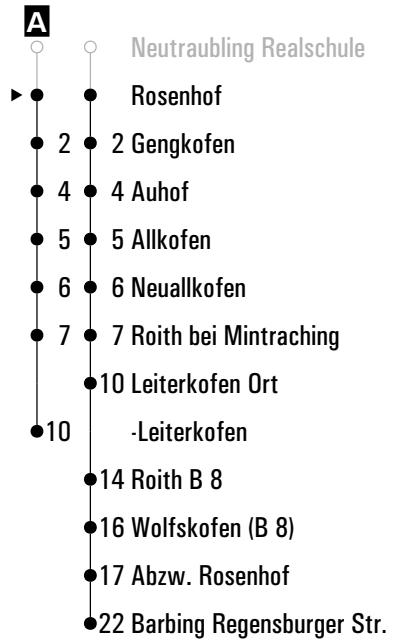 A
Neutraubling Realschule
Rosenhof
2 2 Gengkofen
4 4 Auhof
5 5 Allkofen
6 6 Neuallkofen
7 7 Roith bei Mintraching
10 Leiterkofen Ort
10 -Leiterkofen
14 Roith B 8
16 Wolfskofen (B 8)
17 Abzw. Rosenhof
22 Barbing Regensburger Str.